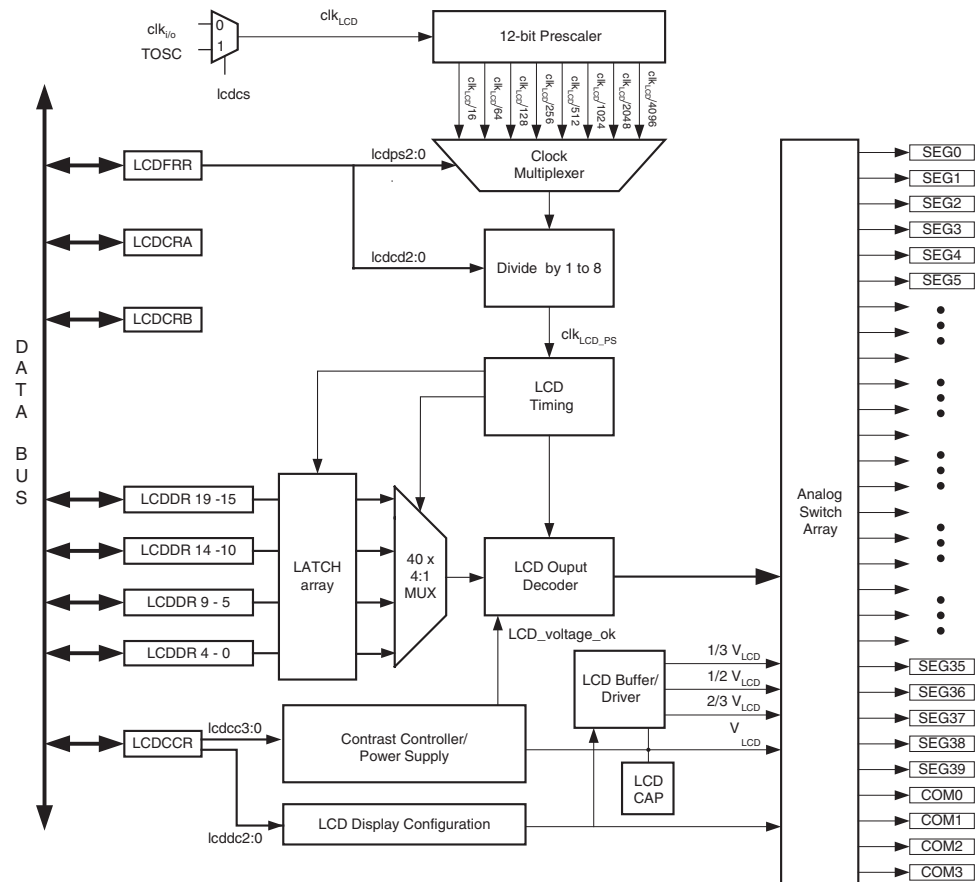 clk_LCD
clk_i/o
0
12-bit Prescaler
TOSC
1
lcdcs
clk_LCD/16
clk_LCD/64
clk_LCD/128
clk_LCD/256
clk_LCD/512
clk_LCD/1024
clk_LCD/2048
clk_LCD/4096
LCDFRR
lcdps2:0
Clock
Multiplexer
LCDCRA
lcdcd2:0
Divide by 1 to 8
LCDCRB
clk_LCD_PS
DATA BUS
LCD
Timing
LCDDR 19 -15
LCDDR 14 -10
LCDDR 9 - 5
LCDDR 4 - 0
LATCH
array
40 x
4:1
MUX
LCD Ouput
Decoder
LCD_voltage_ok
Analog
Switch
Array
LCD Buffer/
Driver
1/3 V_LCD
1/2 V_LCD
2/3 V_LCD
V_LCD
LCDCCR
lcdcc3:0
Contrast Controller/
Power Supply
LCD
CAP
lcddc2:0
LCD Display Configuration
SEG0
SEG1
SEG2
SEG3
SEG4
SEG5
SEG35
SEG36
SEG37
SEG38
SEG39
COM0
COM1
COM2
COM3